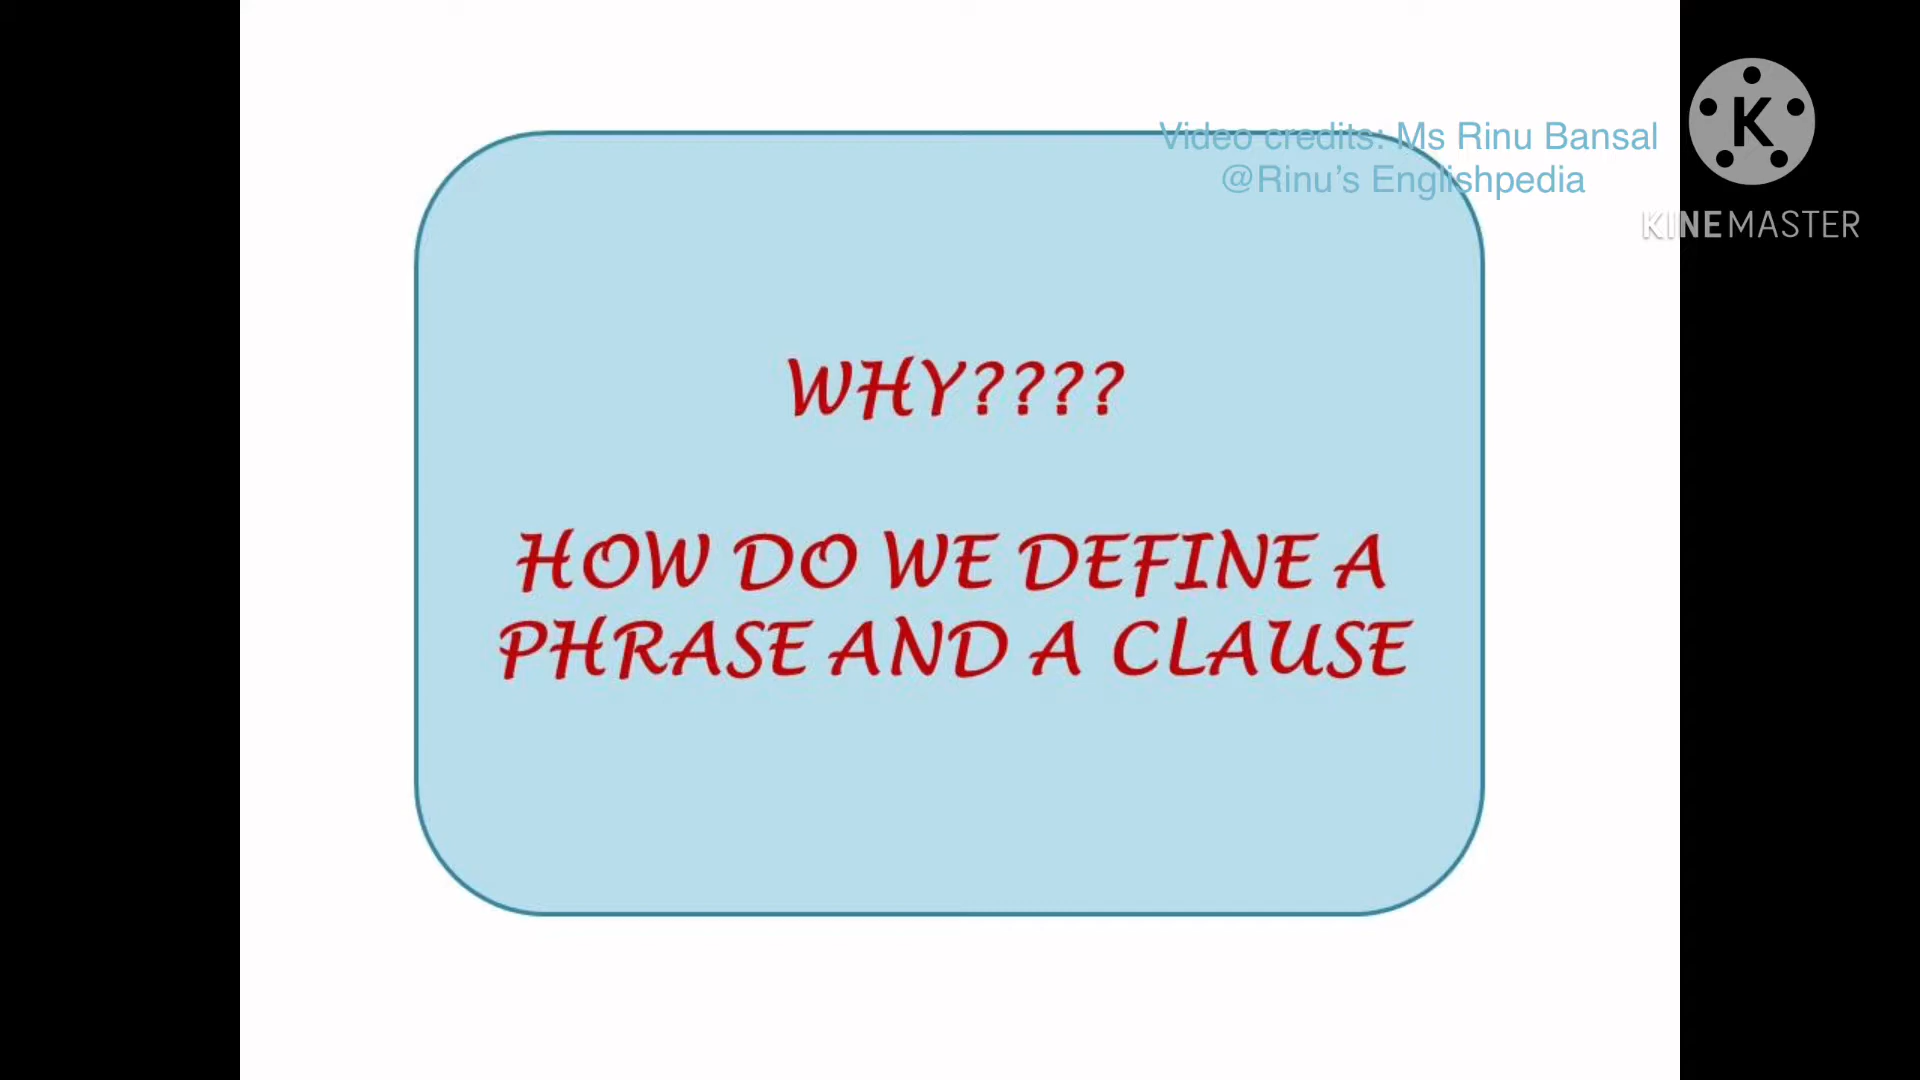 Video credits: Ms Rinu Bansal
@Rinu’s Englishpedia
K
KINEMASTER
WHY????
HOW DO WE DEFINE A
PHRASE AND A CLAUSE